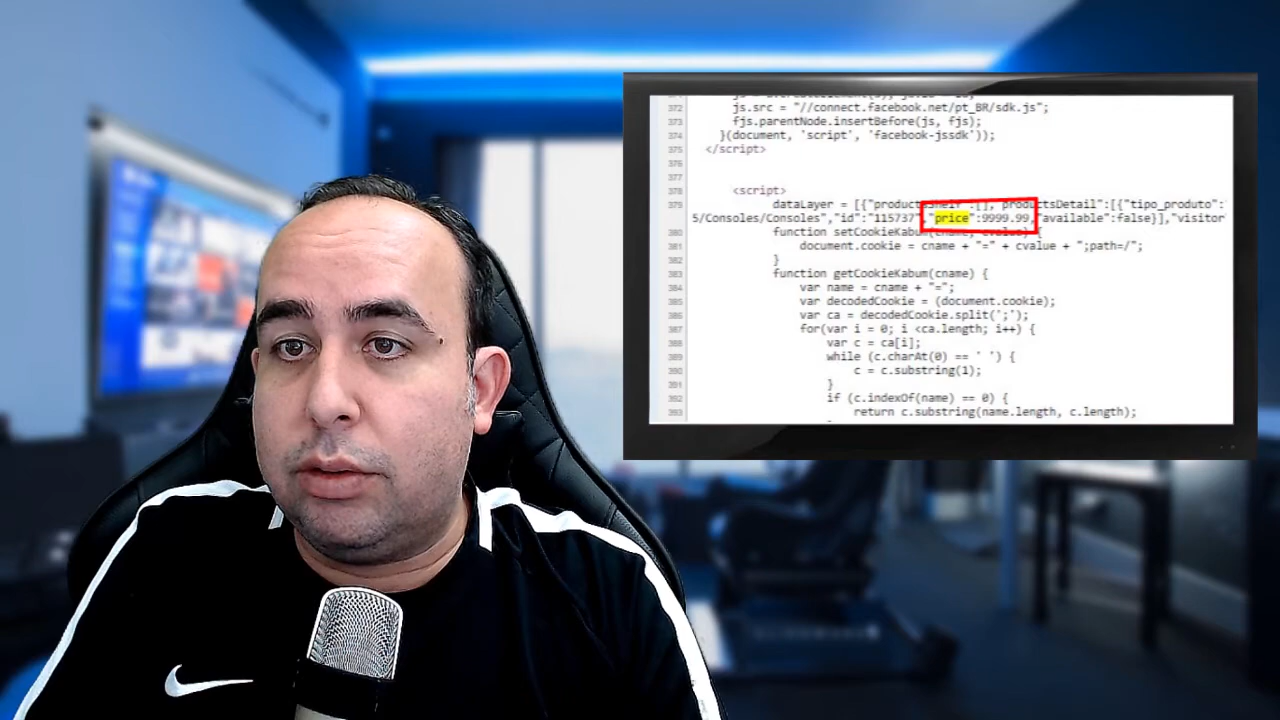 372 js.src = "//connect.facebook.net/pt_BR/sdk.js";
373 fjs.parentNode.insertBefore(js, fjs);
374 }(document, 'script', 'facebook-jssdk'));
375 </script>
376
377
378 <script>
379 dataLayer = [{"productsShelf":[], productsDetail":[{"tipo_produto":
5/Consoles/Consoles","id":"115737","price":9999.99,"available":false}],"visitor
380 function setCookieKabum(cname, cvalue) {
381 document.cookie = cname + "=" + cvalue + ";path=/";
382 }
383 function getCookieKabum(cname) {
384 var name = cname + "=";
385 var decodedCookie = (document.cookie);
386 var ca = decodedCookie.split(';');
387 for(var i = 0; i <ca.length; i++) {
388 var c = ca[i];
389 while (c.charAt(0) == ' ') {
390 c = c.substring(1);
391 }
392 if (c.indexOf(name) == 0) {
393 return c.substring(name.length, c.length);